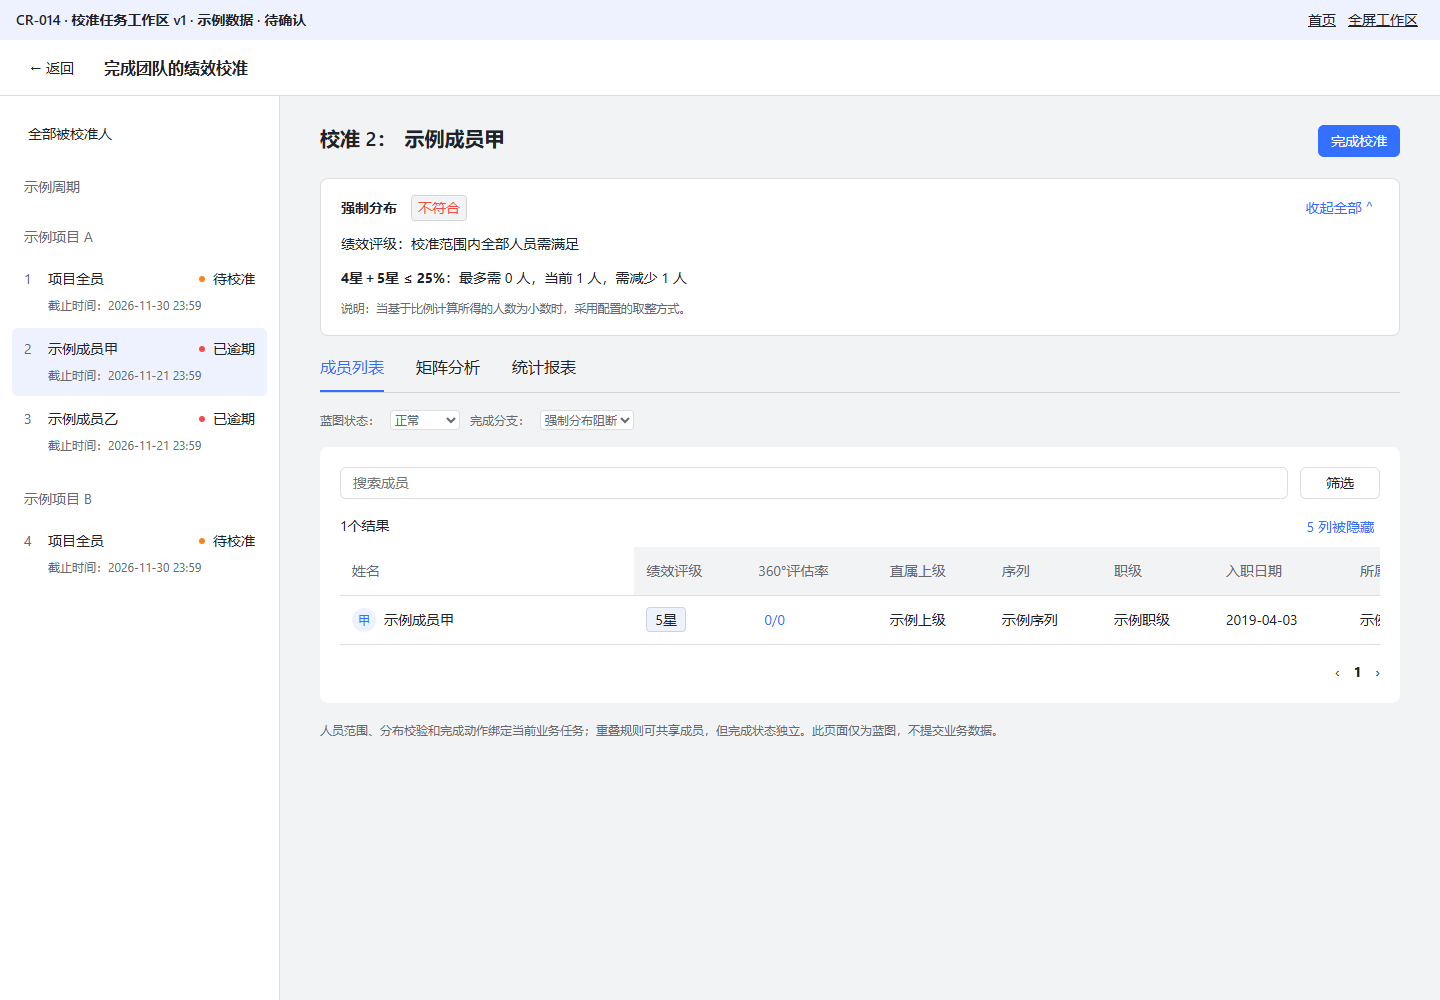 CR-014 · 校准任务工作区 v1 · 示例数据 · 待确认
首页 全屏工作区
← 返回 完成团队的绩效校准
全部被校准人
示例周期
示例项目 A
1 项目全员 待校准
截止时间：2026-11-30 23:59
2 示例成员甲 已逾期
截止时间：2026-11-21 23:59
3 示例成员乙 已逾期
截止时间：2026-11-21 23:59
示例项目 B
4 项目全员 待校准
截止时间：2026-11-30 23:59
校准 2： 示例成员甲
完成校准
强制分布 不符合 收起全部 ^
绩效评级：校准范围内全部人员需满足
4星＋5星 ≤ 25%：最多需 0 人，当前 1 人，需减少 1 人
说明：当基于比例计算所得的人数为小数时，采用配置的取整方式。
成员列表 矩阵分析 统计报表
蓝图状态： 正常 完成分支： 强制分布阻断
搜索成员 筛选
1个结果 5 列被隐藏
姓名 绩效评级 360°评估率 直属上级 序列 职级 入职日期 所
甲 示例成员甲 5星 0/0 示例上级 示例序列 示例职级 2019-04-03 示
‹ 1 ›
人员范围、分布校验和完成动作绑定当前业务任务；重叠规则可共享成员，但完成状态独立。此页面仅为蓝图，不提交业务数据。